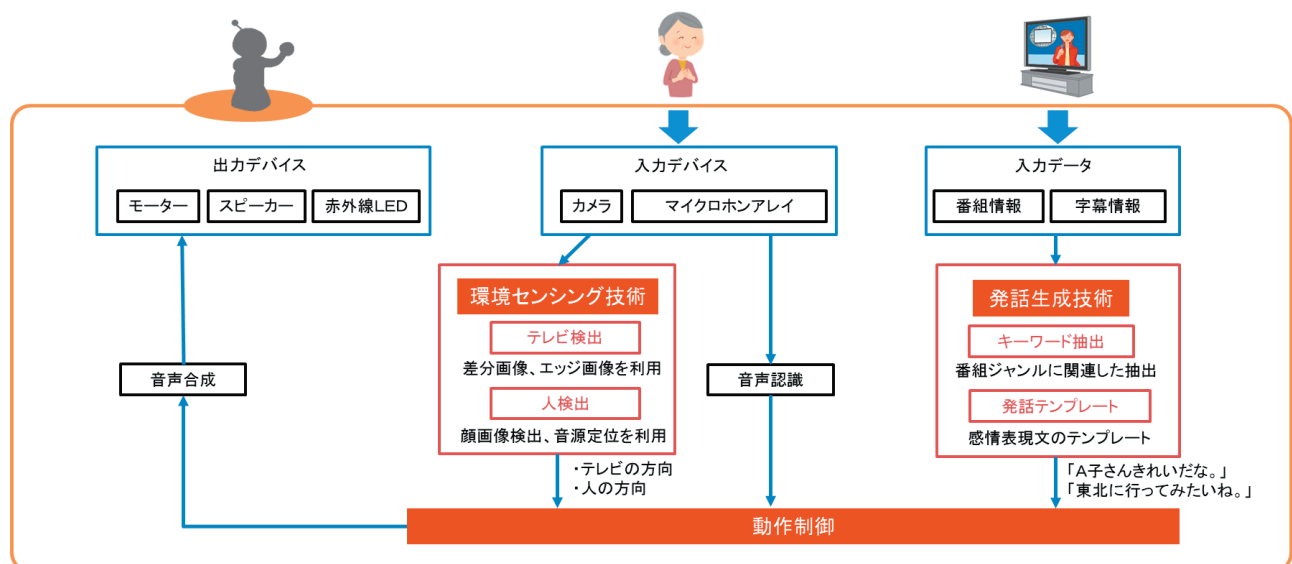 出力デバイス
モーター
スピーカー
赤外線LED
入力デバイス
カメラ
マイクロホンアレイ
入力データ
番組情報
字幕情報
環境センシング技術
テレビ検出
差分画像、エッジ画像を利用
人検出
顔画像検出、音源定位を利用
発話生成技術
キーワード抽出
番組ジャンルに関連した抽出
発話テンプレート
感情表現文のテンプレート
音声合成
音声認識
・テレビの方向
・人の方向
「A子さんきれいだな。」
「東北に行ってみたいね。」
動作制御